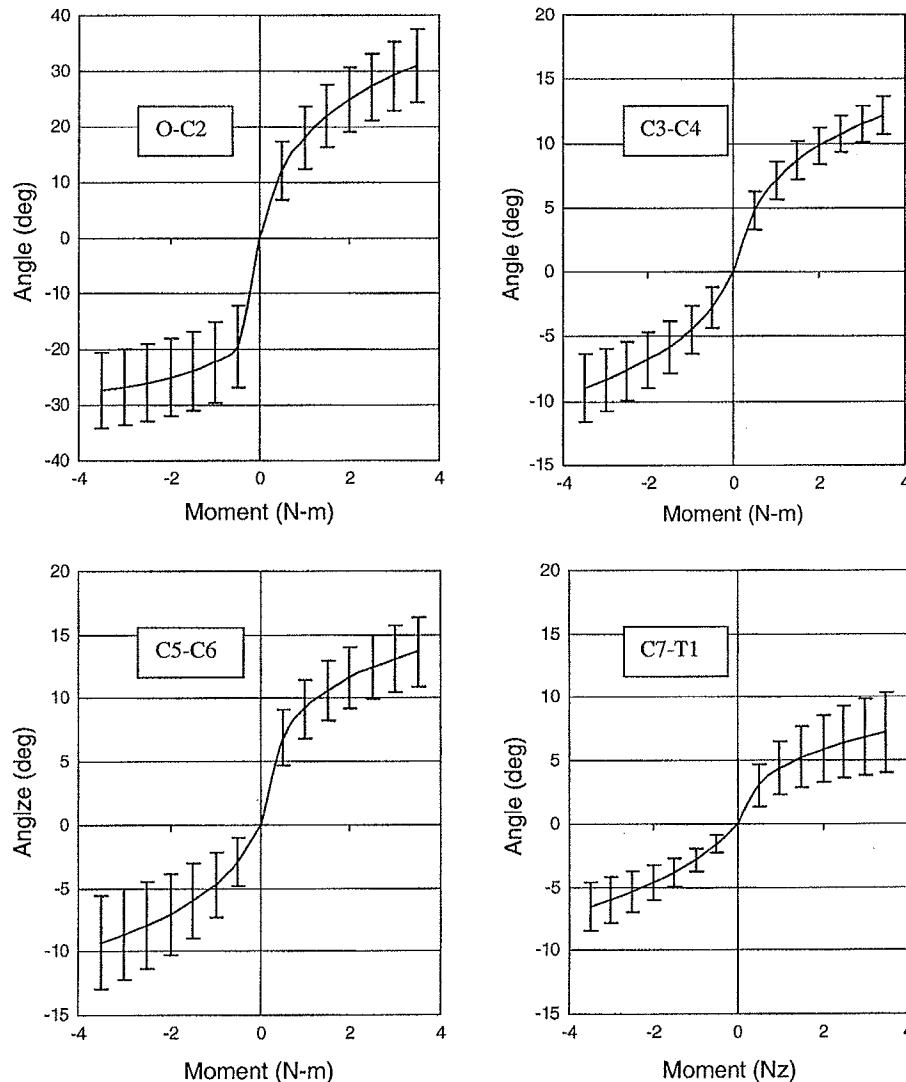 40
30
20
10
0
-10
-20
-30
-40
Angle (deg)
O-C2
-4 -2 0 2 4
Moment (N-m)
20
15
10
5
0
-5
-10
-15
Angle (deg)
C3-C4
-4 -2 0 2 4
Moment (N-m)
20
15
10
5
0
-5
-10
-15
Angize (deg)
C5-C6
-4 -2 0 2 4
Moment (N-m)
20
15
10
5
0
-5
-10
-15
Angle (deg)
C7-T1
-4 -2 0 2 4
Moment (Nz)